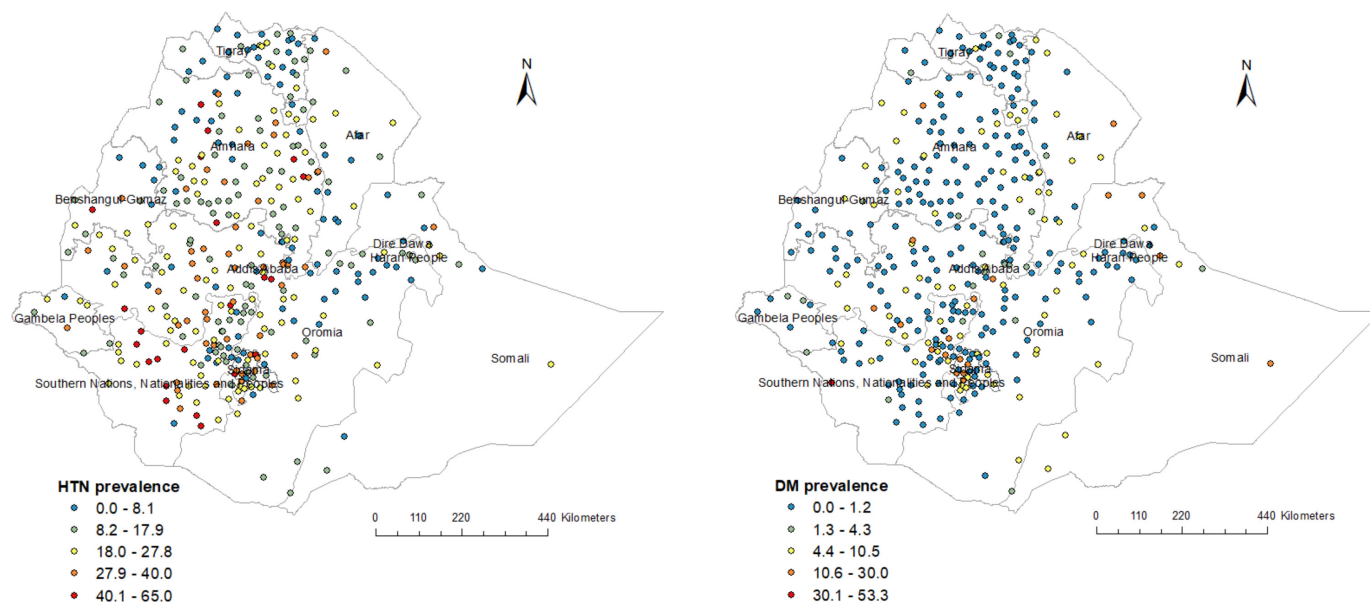 Tigray
N
Afar
Amhara
Benshangul-Gumaz
Dire Dawa
Harari People
Addis Ababa
Gambela Peoples
Oromia
Somali
Sidama
Southern Nations, Nationalities and Peoples
HTN prevalence
0.0 - 8.1
8.2 - 17.9
18.0 - 27.8
27.9 - 40.0
40.1 - 65.0
0 110 220 440 Kilometers
Tigray
N
Afar
Amhara
Benshangul-Gumaz
Dire Dawa
Harari People
Addis Ababa
Gambela Peoples
Oromia
Somali
Sidama
Southern Nations, Nationalities and Peoples
DM prevalence
0.0 - 1.2
1.3 - 4.3
4.4 - 10.5
10.6 - 30.0
30.1 - 53.3
0 110 220 440 Kilometers